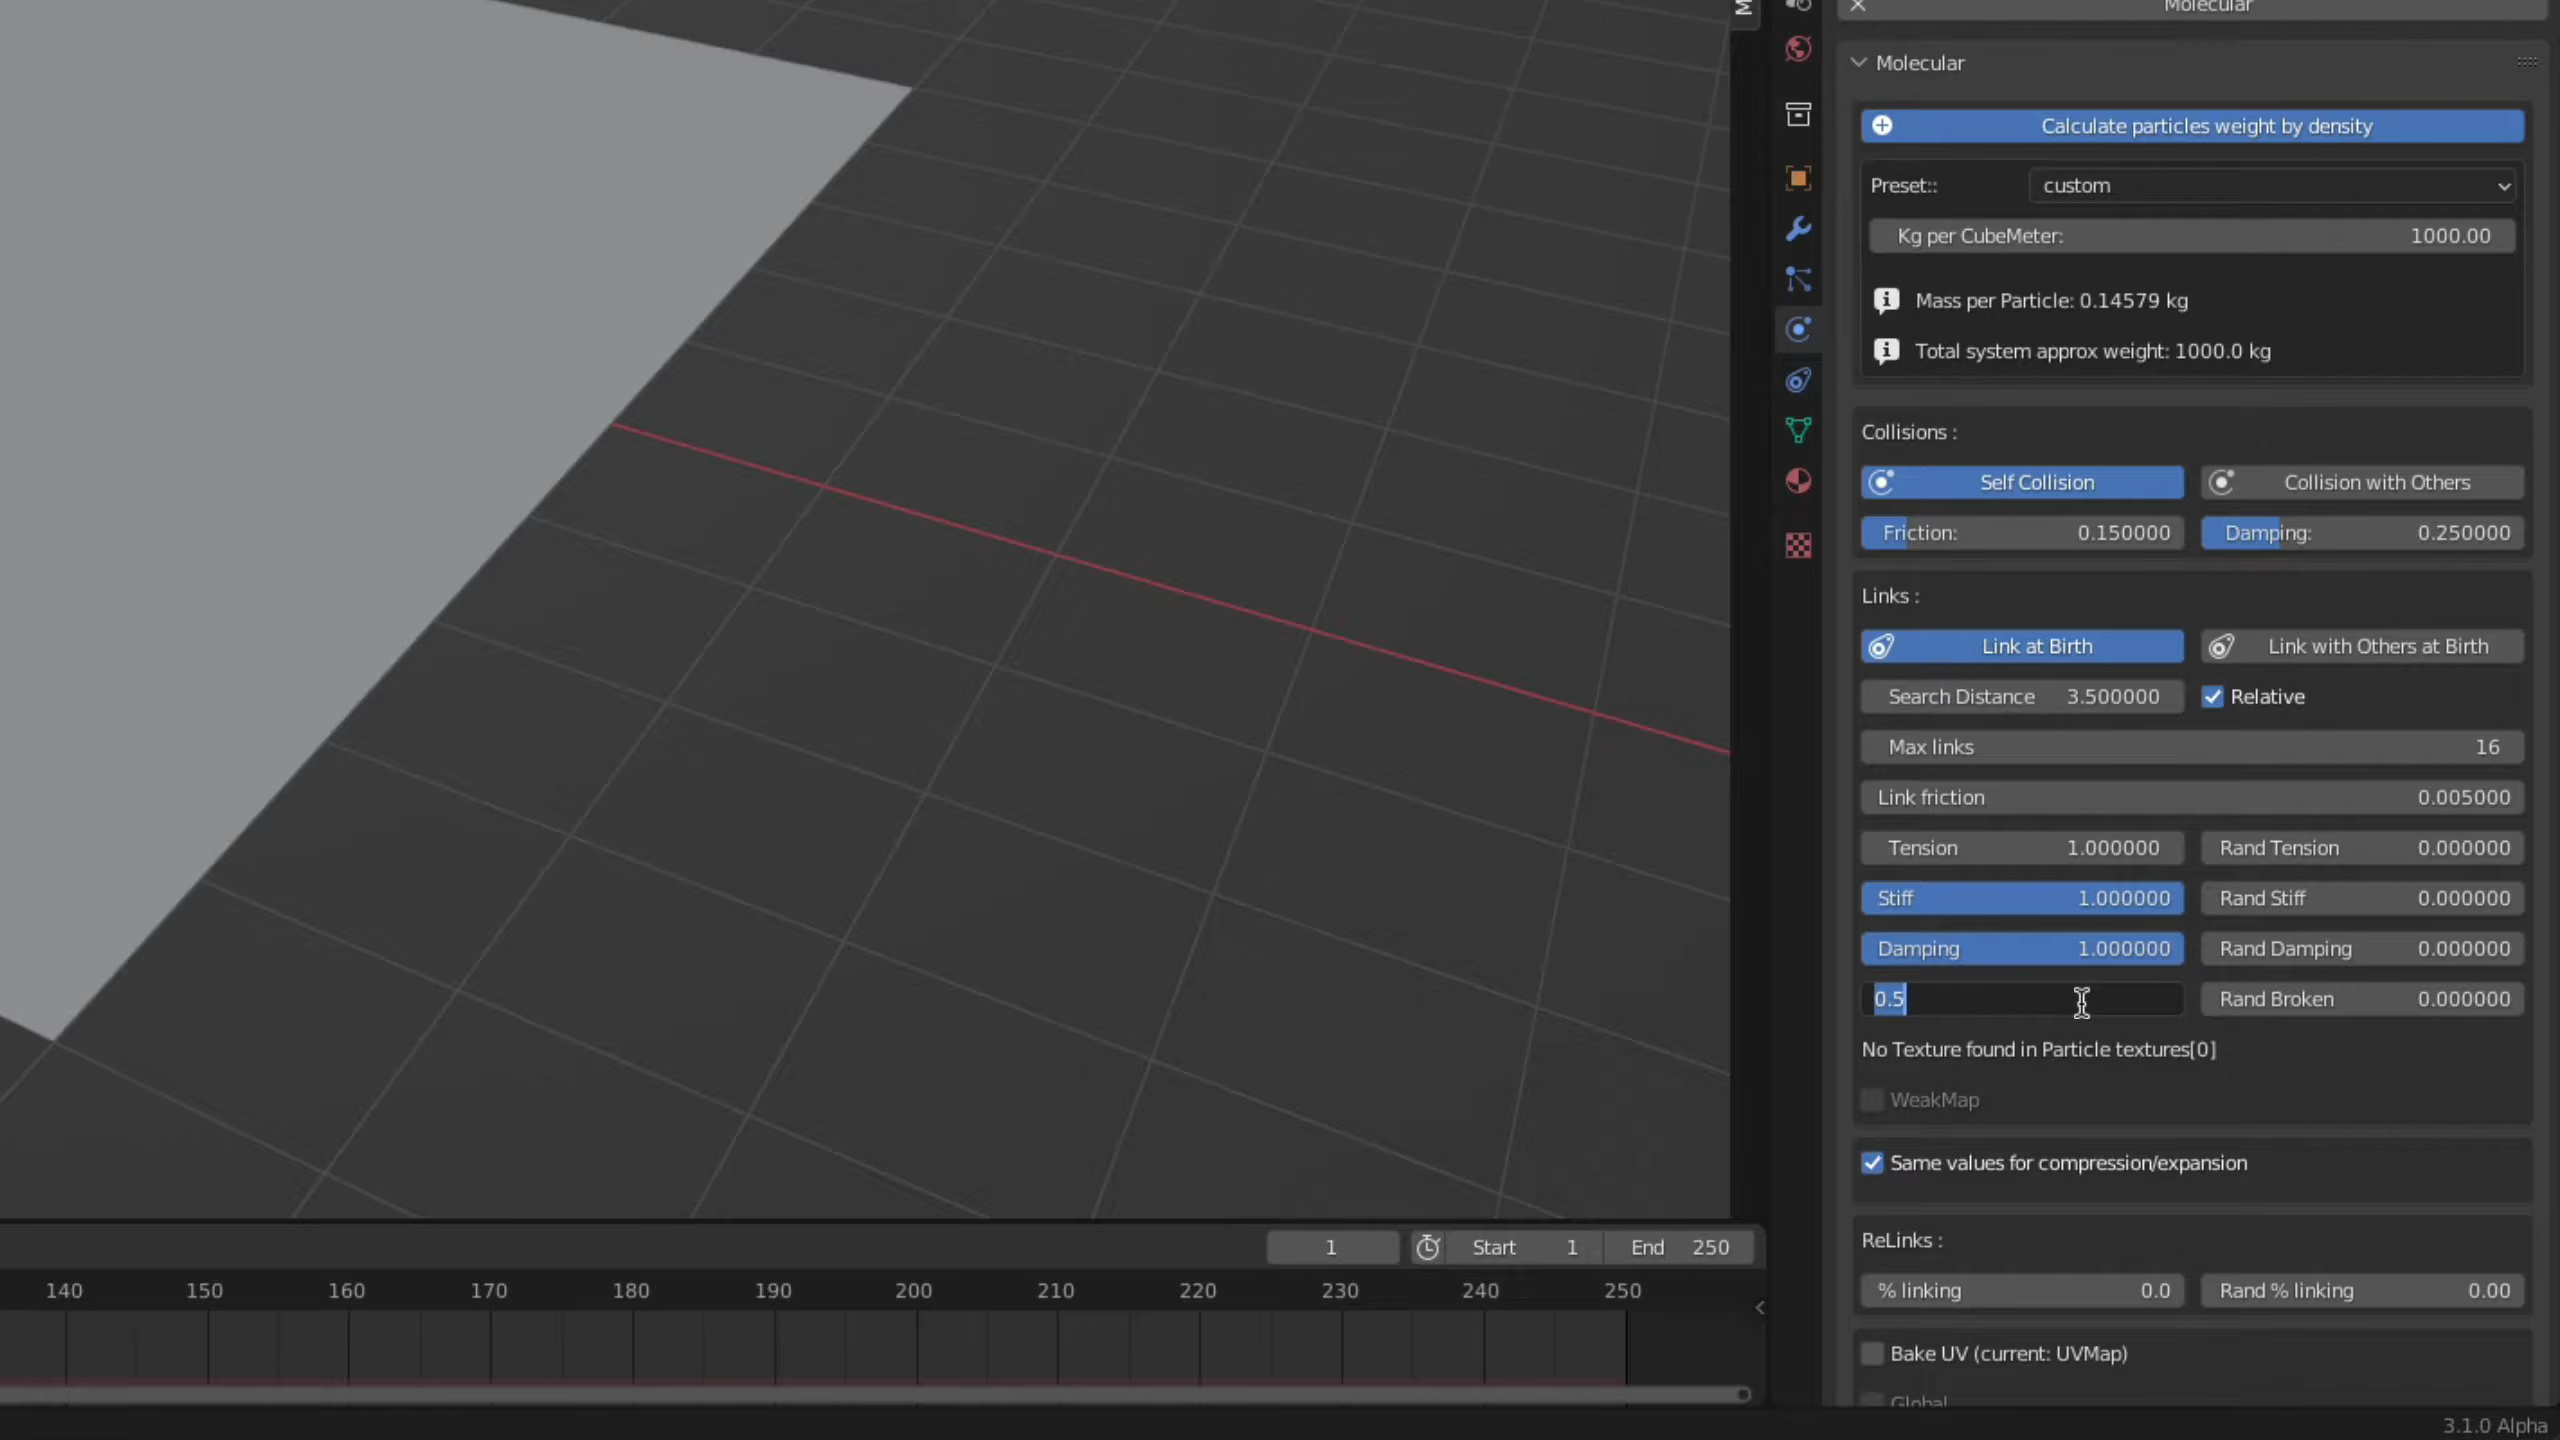 M
Molecular
Molecular
Calculate particles weight by density
Preset:: custom
Kg per CubeMeter: 1000.00
Mass per Particle: 0.14579 kg
Total system approx weight: 1000.0 kg
Collisions :
Self Collision Collision with Others
Friction: 0.150000 Damping: 0.250000
Links :
Link at Birth Link with Others at Birth
Search Distance 3.500000 Relative
Max links 16
Link friction 0.005000
Tension 1.000000 Rand Tension 0.000000
Stiff 1.000000 Rand Stiff 0.000000
Damping 1.000000 Rand Damping 0.000000
0.5 Rand Broken 0.000000
No Texture found in Particle textures[0]
WeakMap
Same values for compression/expansion
ReLinks :
% linking 0.0 Rand % linking 0.00
Bake UV (current: UVMap)
Global
1 Start 1 End 250
140 150 160 170 180 190 200 210 220 230 240 250
3.1.0 Alpha